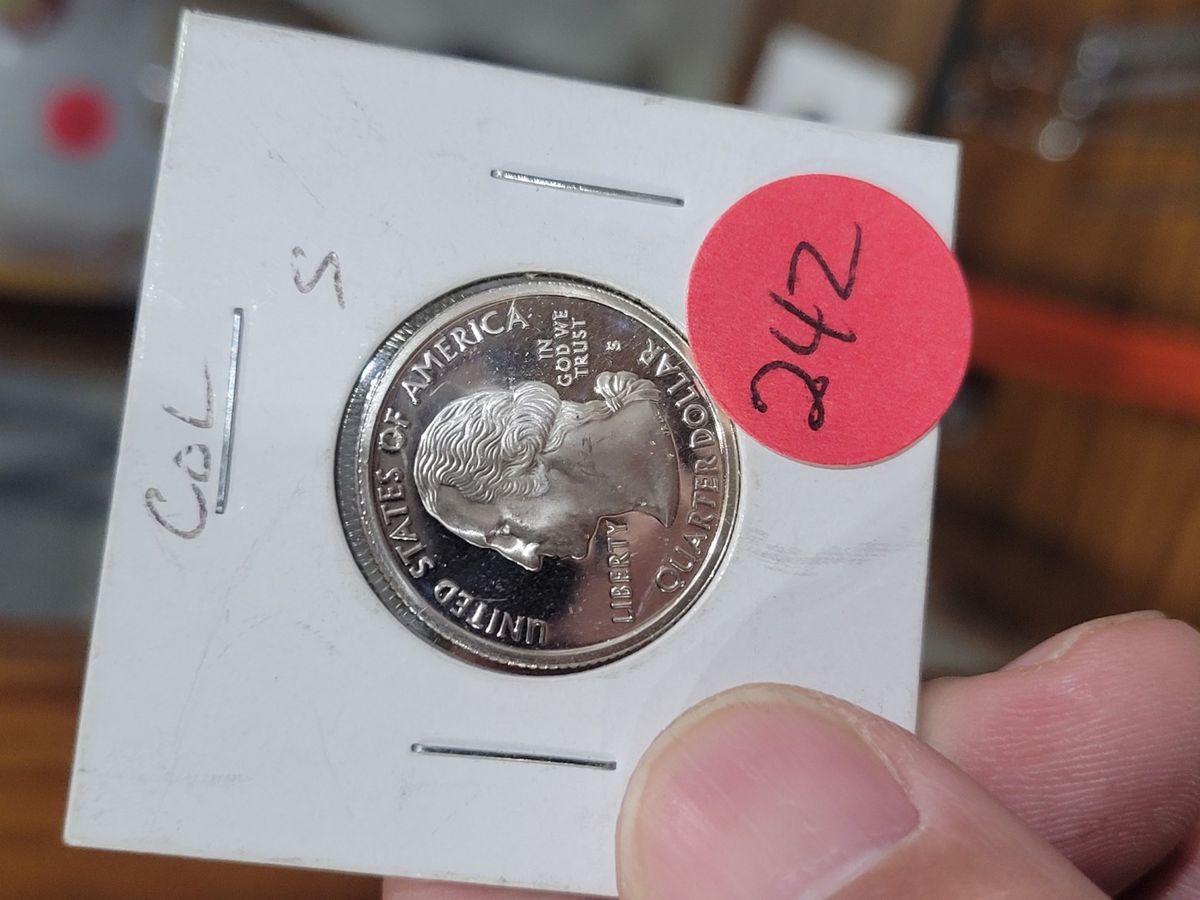 COL
S
242
UNITED STATES OF AMERICA
IN
GOD WE
TRUST
S
LIBERTY
QUARTER DOLLAR